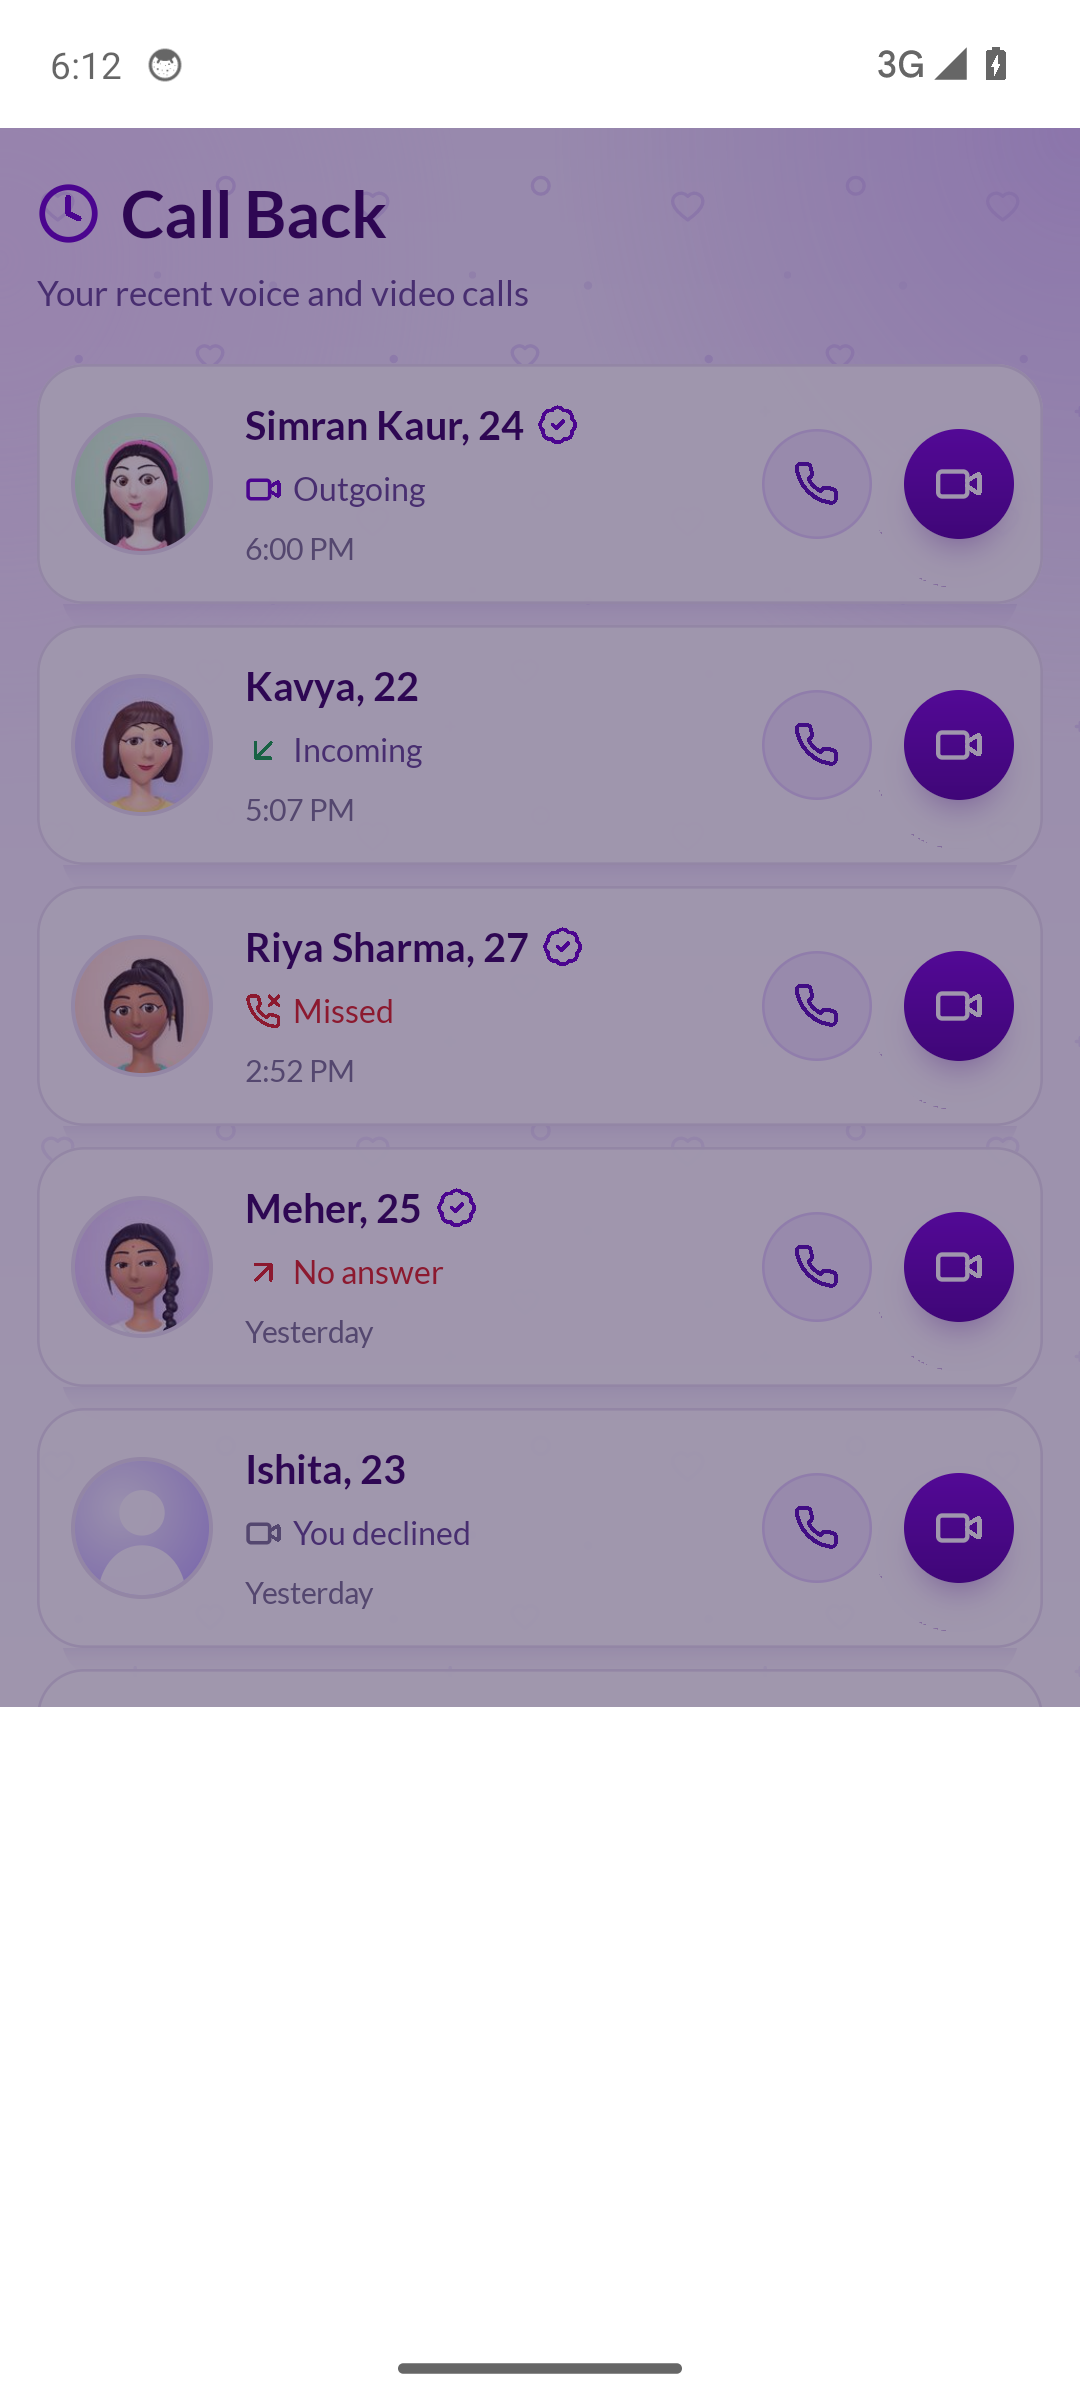 6:12
3G
Call Back
Your recent voice and video calls
Simran Kaur, 24
Outgoing
6:00 PM
Kavya, 22
Incoming
5:07 PM
Riya Sharma, 27
Missed
2:52 PM
Meher, 25
No answer
Yesterday
Ishita, 23
You declined
Yesterday